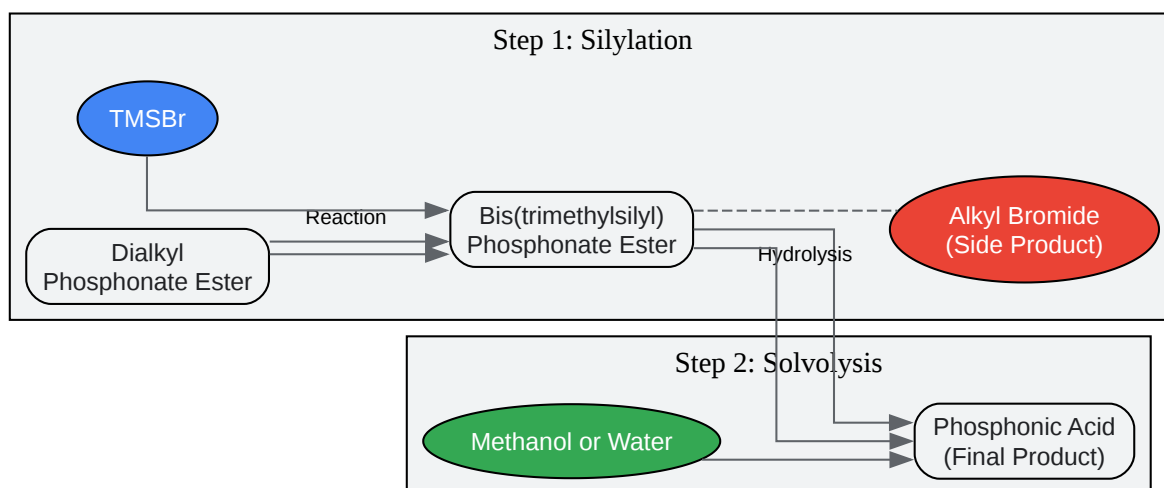 Step 1: Silylation
TMSBr
Reaction
Dialkyl
Phosphonate Ester
Bis(trimethylsilyl)
Phosphonate Ester
Alkyl Bromide
(Side Product)
Hydrolysis
Step 2: Solvolysis
Methanol or Water
Phosphonic Acid
(Final Product)